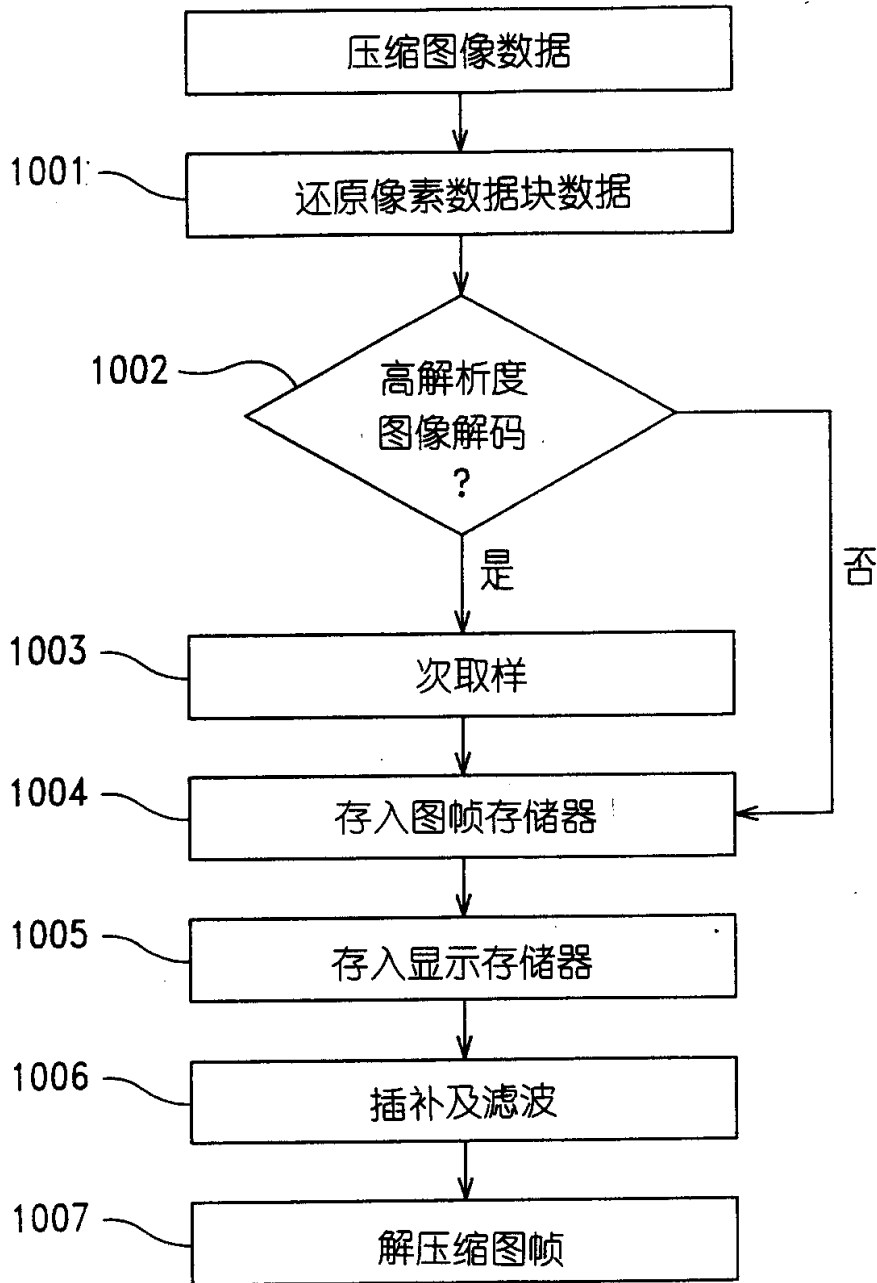 压缩图像数据
1001
还原像素数据块数据
1002
高解析度
图像解码
?
是
否
1003
次取样
1004
存入图帧存储器
1005
存入显示存储器
1006
插补及滤波
1007
解压缩图帧